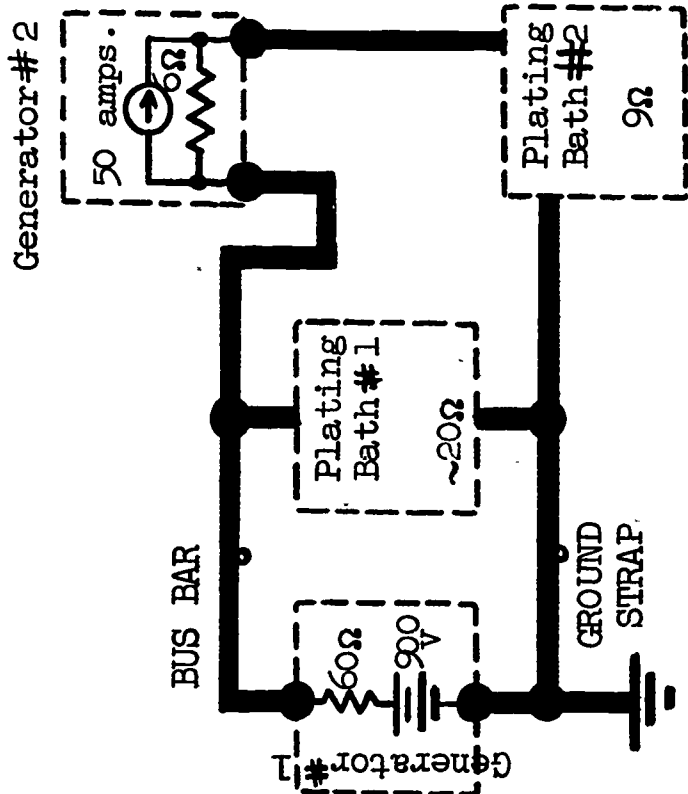 Generator #2
50 amps.
6Ω
Plating
Bath #2
9Ω
BUS BAR
Plating
Bath #1
~20Ω
60Ω
900
v
Generator #
1
GROUND
STRAP